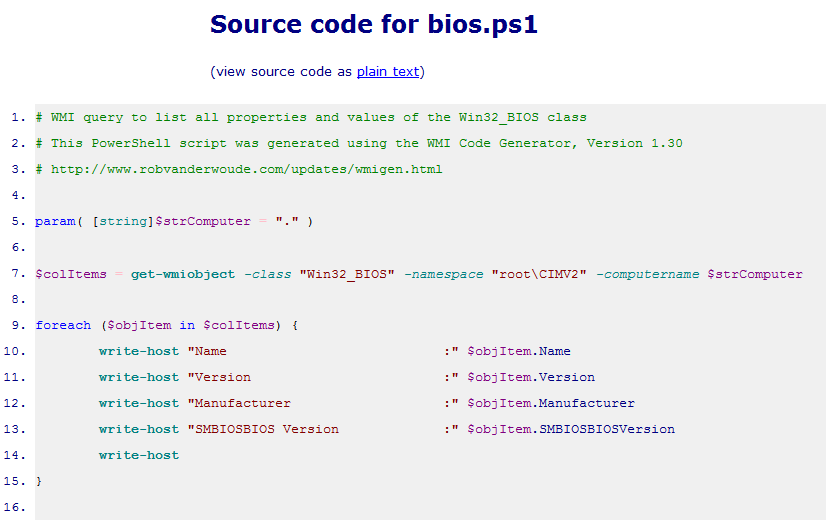 Source code for bios.ps1
(view source code as plain text)
1. # WMI query to list all properties and values of the Win32_BIOS class
2. # This PowerShell script was generated using the WMI Code Generator, Version 1.30
3. # http://www.robvanderwoude.com/updates/wmigen.html
4.
5. param( [string]$strComputer = "." )
6.
7. $colItems = get-wmiobject -class "Win32_BIOS" -namespace "root\CIMV2" -computername $strComputer
8.
9. foreach ($objItem in $colItems) {
10.         write-host "Name                           :" $objItem.Name
11.         write-host "Version                        :" $objItem.Version
12.         write-host "Manufacturer                   :" $objItem.Manufacturer
13.         write-host "SMBIOSBIOS Version             :" $objItem.SMBIOSBIOSVersion
14.         write-host
15. }
16.